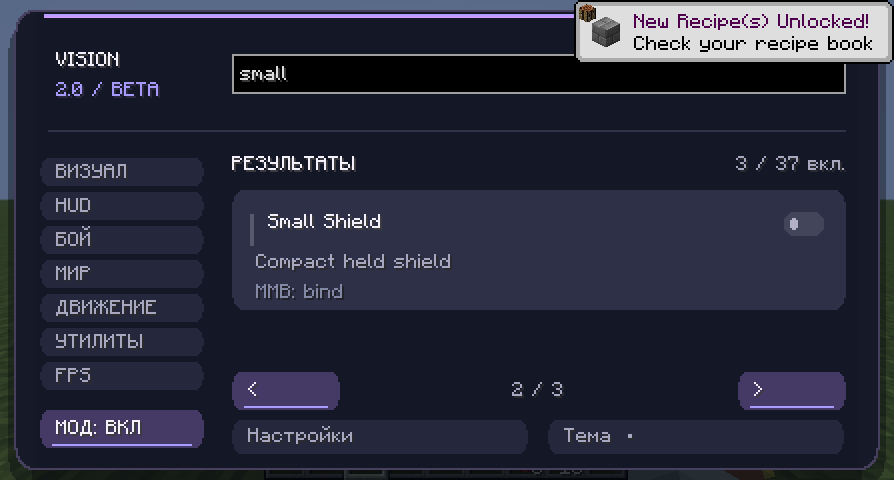 New Recipe(s) Unlocked!
Check your recipe book
VISION
2.0 / BETA
small
РЕЗУЛЬТАТЫ
3 / 37 вкл.
ВИЗУАЛ
HUD
БОЙ
МИР
ДВИЖЕНИЕ
УТИЛИТЫ
FPS
МОД: ВКЛ
Small Shield
Compact held shield
MMB: bind
<
2 / 3
>
Настройки
Тема •